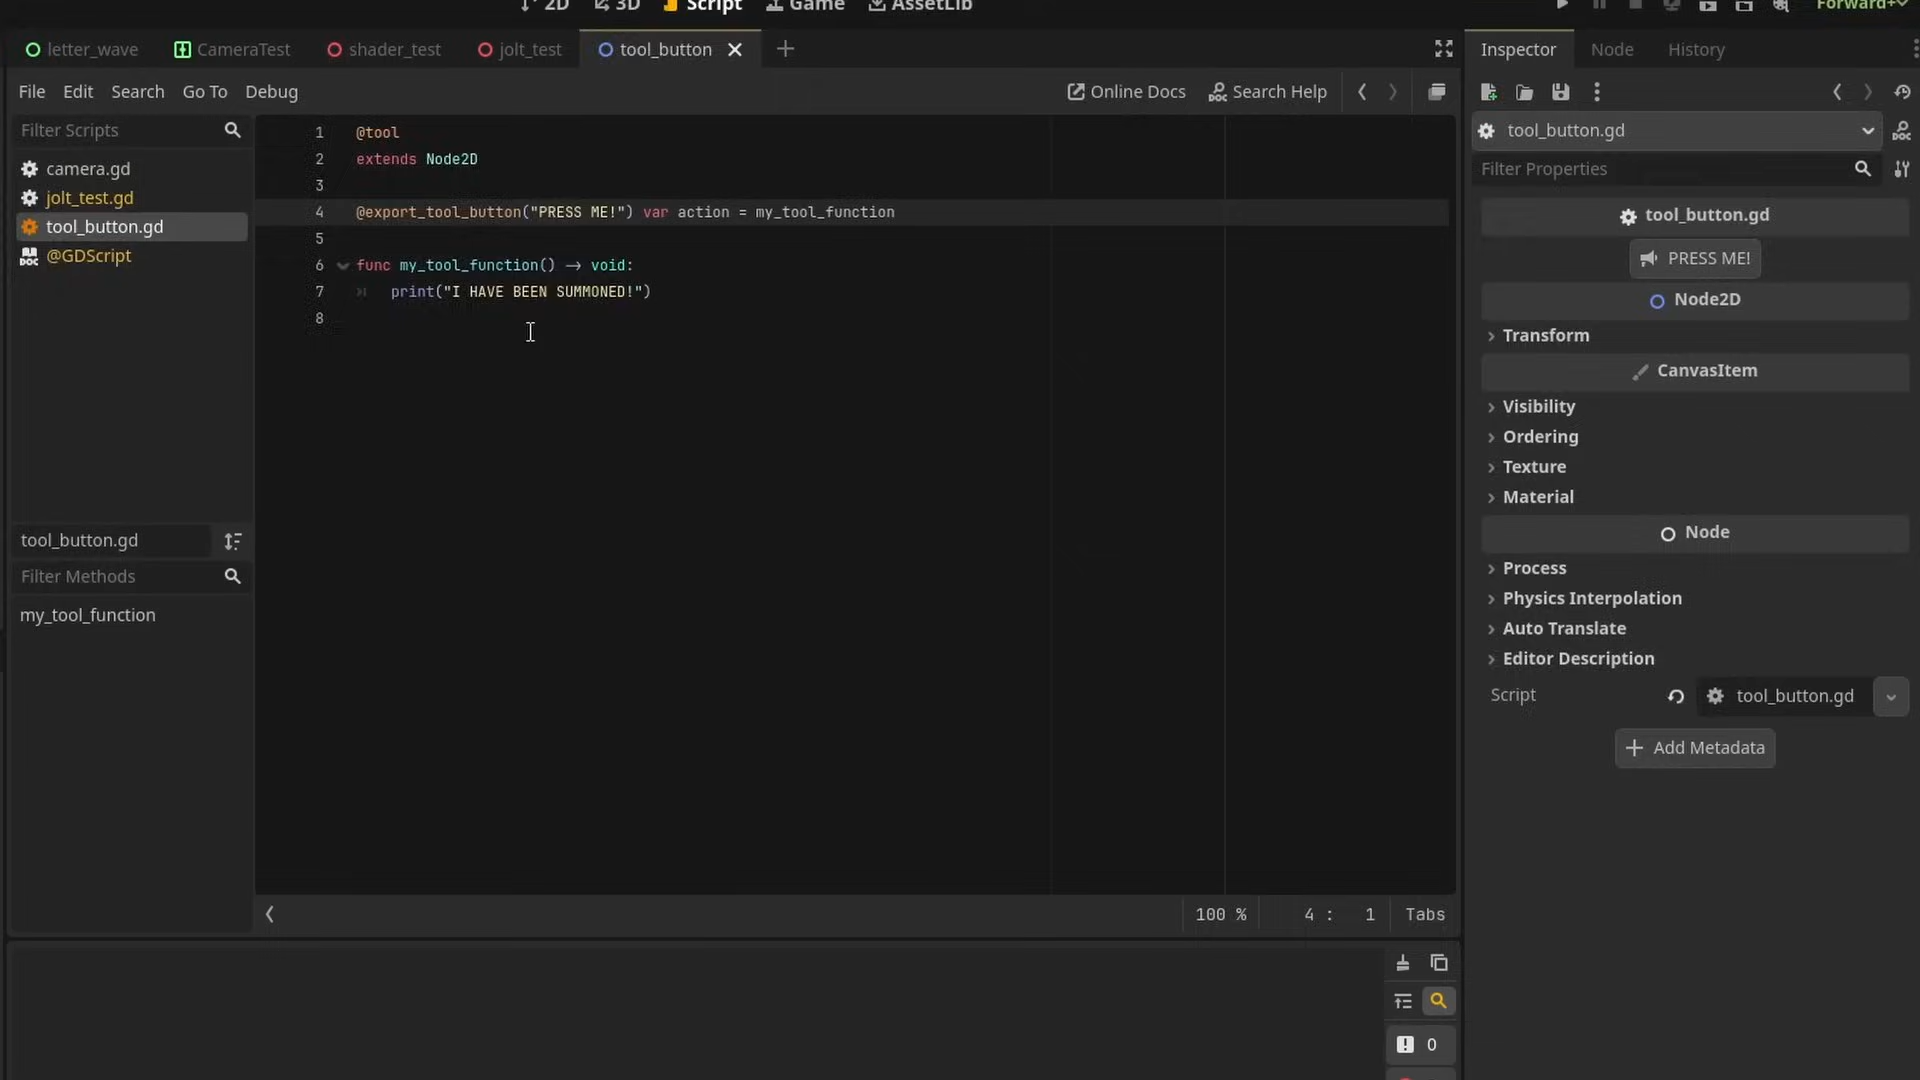 2D 3D Script Game AssetLib Forward+
letter_wave CameraTest shader_test jolt_test tool_button
Inspector Node History
File Edit Search Go To Debug
Online Docs Search Help
Filter Scripts
camera.gd
jolt_test.gd
tool_button.gd
@GDScript
tool_button.gd
Filter Methods
my_tool_function
1 @tool
2 extends Node2D
3
4 @export_tool_button("PRESS ME!") var action = my_tool_function
5
6 func my_tool_function() -> void:
7 print("I HAVE BEEN SUMMONED!")
8
100 % 4 : 1 Tabs
0
tool_button.gd
Filter Properties
tool_button.gd
PRESS ME!
Node2D
Transform
CanvasItem
Visibility
Ordering
Texture
Material
Node
Process
Physics Interpolation
Auto Translate
Editor Description
Script tool_button.gd
Add Metadata